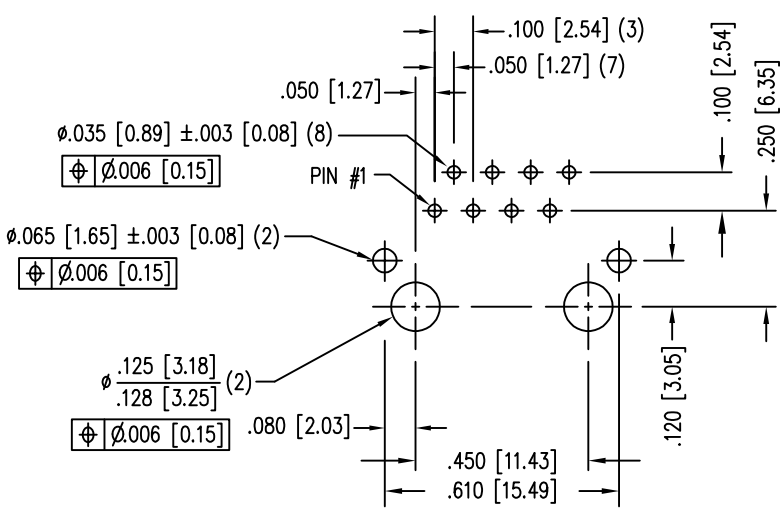 .100 [2.54] (3)
.050 [1.27] (7)
.050 [1.27]
.100 [2.54]
.250 [6.35]
ø.035 [0.89] ±.003 [0.08] (8)
⌖ Ø.006 [0.15]
PIN #1
ø.065 [1.65] ±.003 [0.08] (2)
⌖ Ø.006 [0.15]
ø .125 [3.18]
.128 [3.25] (2)
⌖ Ø.006 [0.15]
.080 [2.03]
.120 [3.05]
.450 [11.43]
.610 [15.49]